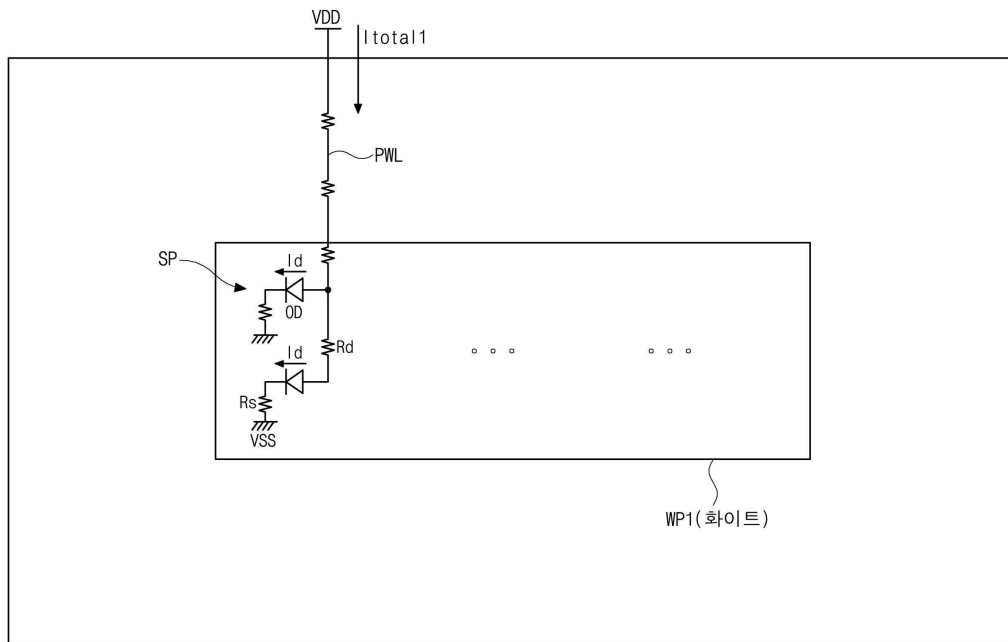 VDD
Itotal1
PWL
SP
Id
OD
Rd
Id
Rs
VSS
WP1(화이트)